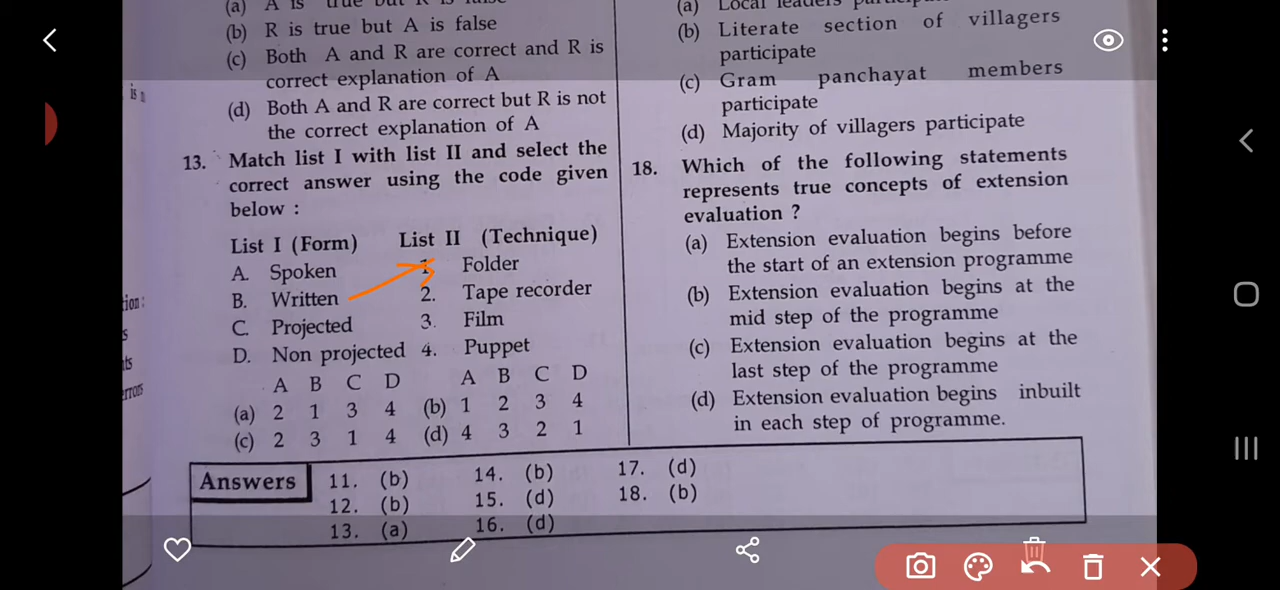 (a) A is true but R is false
(b) R is true but A is false
(c) Both A and R are correct and R is
correct explanation of A
(d) Both A and R are correct but R is not
the correct explanation of A
13. Match list I with list II and select the
correct answer using the code given
below :
List I (Form) List II (Technique)
A. Spoken 1. Folder
B. Written 2. Tape recorder
C. Projected 3. Film
D. Non projected 4. Puppet
A B C D A B C D
(a) 2 1 3 4 (b) 1 2 3 4
(c) 2 3 1 4 (d) 4 3 2 1
(a) Local leaders
(b) Literate section of villagers
participate
(c) Gram panchayat members
participate
(d) Majority of villagers participate
18. Which of the following statements
represents true concepts of extension
evaluation ?
(a) Extension evaluation begins before
the start of an extension programme
(b) Extension evaluation begins at the
mid step of the programme
(c) Extension evaluation begins at the
last step of the programme
(d) Extension evaluation begins inbuilt
in each step of programme.
Answers
11. (b) 14. (b) 17. (d)
12. (b) 15. (d) 18. (b)
13. (a) 16. (d)